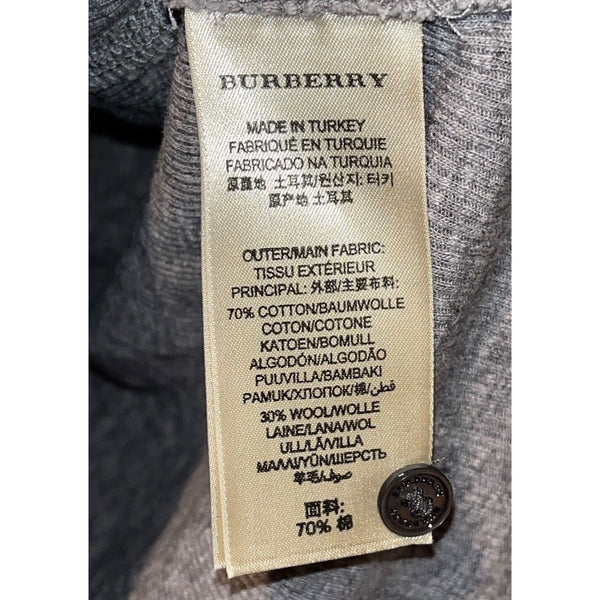 BURBERRY
MADE IN TURKEY
FABRIQUÉ EN TURQUIE
FABRICADO NA TURQUIA
原產地 土耳其/원산지: 터키
原产地 土耳其
OUTER/MAIN FABRIC:
TISSU EXTÉRIEUR
PRINCIPAL: 外部/主要布料:
70% COTTON/BAUMWOLLE
COTON/COTONE
KATOEN/BOMULL
ALGODÓN/ALGODÃO
PUUVILLA/BAMBAKI
PAMUK/ХЛОПОК/棉/قطن
30% WOOL/WOLLE
LAINE/LANA/WOL
ULL/LÃ/VILLA
ΜΑΛΛΙ/YÜN/ШЕРСТЬ
羊毛/صوف
面料:
70% 棉